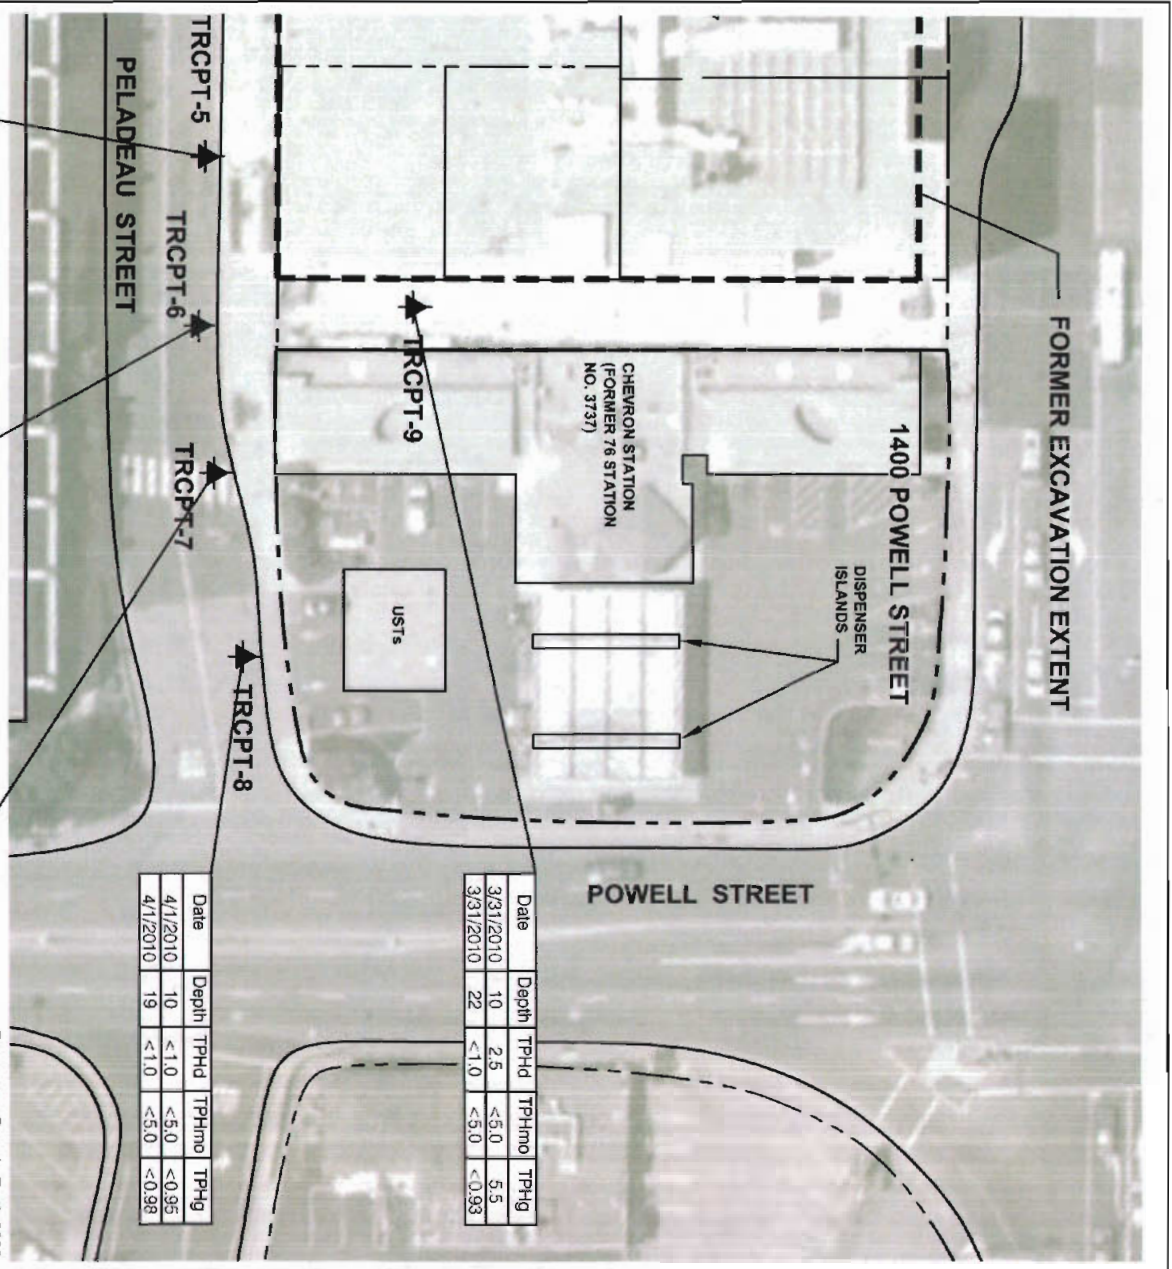 FORMER EXCAVATION EXTENT
1400 POWELL STREET
DISPENSER
ISLANDS
CHEVRON STATION
(FORMER 76 STATION
NO. 3737)
USTs
POWELL STREET
PELADEAU STREET
TRCPT-5
TRCPT-6
TRCPT-7
TRCPT-8
TRCPT-9
Date Depth TPHd TPHmo TPHg
3/31/2010 10 2.5 <5.0 5.5
3/31/2010 22 <1.0 <5.0 <0.93
Date Depth TPHd TPHmo TPHg
4/1/2010 10 <1.0 <5.0 <0.95
4/1/2010 19 <1.0 <5.0 <0.98